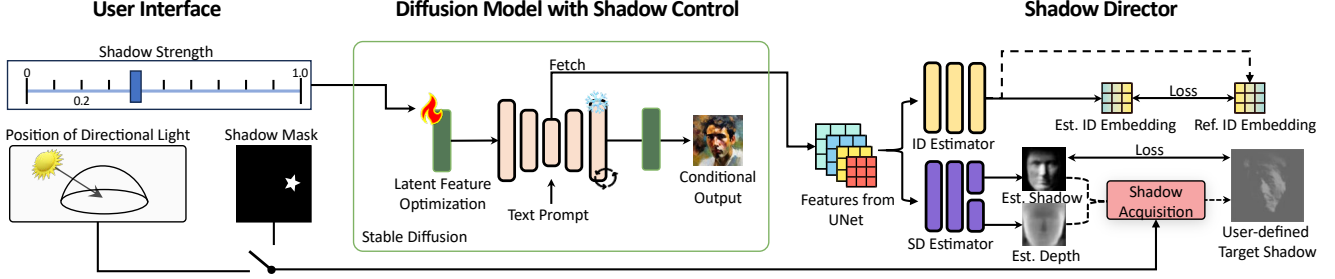 User Interface
Diffusion Model with Shadow Control
Shadow Director
Shadow Strength
0
1.0
0.2
Position of Directional Light
Shadow Mask
Fetch
Latent Feature
Optimization
Text Prompt
Conditional
Output
Stable Diffusion
Features from
UNet
ID Estimator
SD Estimator
Est. ID Embedding
Loss
Ref. ID Embedding
Est. Shadow
Loss
Shadow
Acquisition
Est. Depth
User-defined
Target Shadow